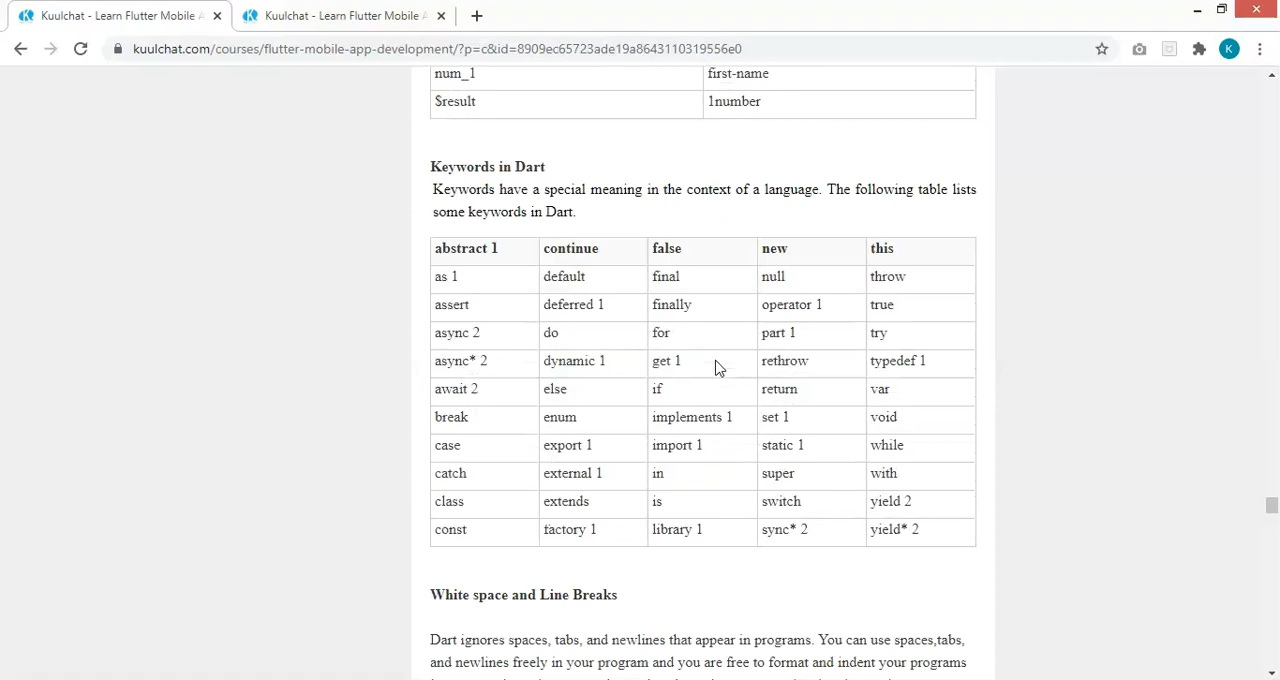 Kuulchat - Learn Flutter Mobile A
Kuulchat - Learn Flutter Mobile A
kuulchat.com/courses/flutter-mobile-app-development/?p=c&id=8909ec65723ade19a8643110319556e0
K
num_1 first-name
$result 1number
Keywords in Dart
Keywords have a special meaning in the context of a language. The following table lists
some keywords in Dart.
abstract 1 continue false new this
as 1 default final null throw
assert deferred 1 finally operator 1 true
async 2 do for part 1 try
async* 2 dynamic 1 get 1 rethrow typedef 1
await 2 else if return var
break enum implements 1 set 1 void
case export 1 import 1 static 1 while
catch external 1 in super with
class extends is switch yield 2
const factory 1 library 1 sync* 2 yield* 2
White space and Line Breaks
Dart ignores spaces, tabs, and newlines that appear in programs. You can use spaces,tabs,
and newlines freely in your program and you are free to format and indent your programs